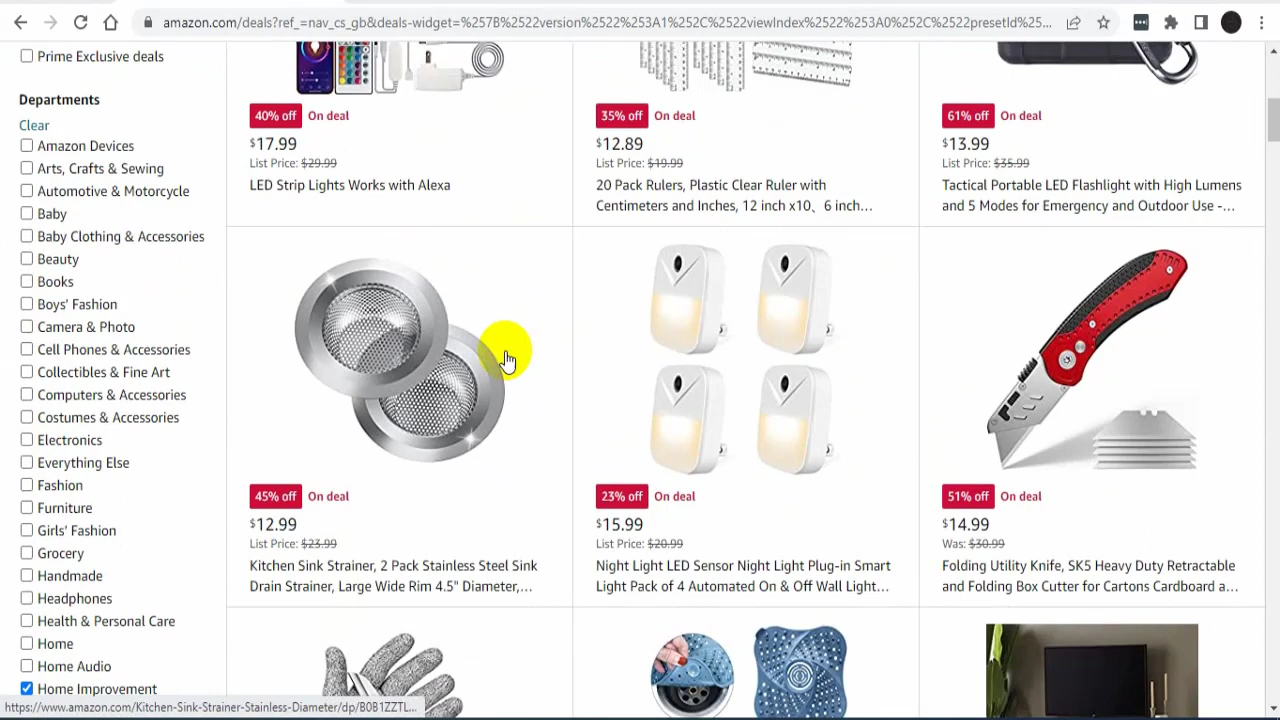 amazon.com/deals?ref_=nav_cs_gb&deals-widget=%257B%2522version%2522%253A1%252C%2522viewIndex%2522%253A0%252C%2522presetId%25...
Prime Exclusive deals
Departments
Clear
Amazon Devices
Arts, Crafts & Sewing
Automotive & Motorcycle
Baby
Baby Clothing & Accessories
Beauty
Books
Boys' Fashion
Camera & Photo
Cell Phones & Accessories
Collectibles & Fine Art
Computers & Accessories
Costumes & Accessories
Electronics
Everything Else
Fashion
Furniture
Girls' Fashion
Grocery
Handmade
Headphones
Health & Personal Care
Home
Home Audio
Home Improvement
40% off On deal
$17.99
List Price: $29.99
LED Strip Lights Works with Alexa
35% off On deal
$12.89
List Price: $19.99
20 Pack Rulers, Plastic Clear Ruler with
Centimeters and Inches, 12 inch x10、6 inch...
61% off On deal
$13.99
List Price: $35.99
Tactical Portable LED Flashlight with High Lumens
and 5 Modes for Emergency and Outdoor Use -...
45% off On deal
$12.99
List Price: $23.99
Kitchen Sink Strainer, 2 Pack Stainless Steel Sink
Drain Strainer, Large Wide Rim 4.5" Diameter,...
23% off On deal
$15.99
List Price: $20.99
Night Light LED Sensor Night Light Plug-in Smart
Light Pack of 4 Automated On & Off Wall Light...
51% off On deal
$14.99
Was: $30.99
Folding Utility Knife, SK5 Heavy Duty Retractable
and Folding Box Cutter for Cartons Cardboard a...
https://www.amazon.com/Kitchen-Sink-Strainer-Stainless-Diameter/dp/B0B1ZZTL...